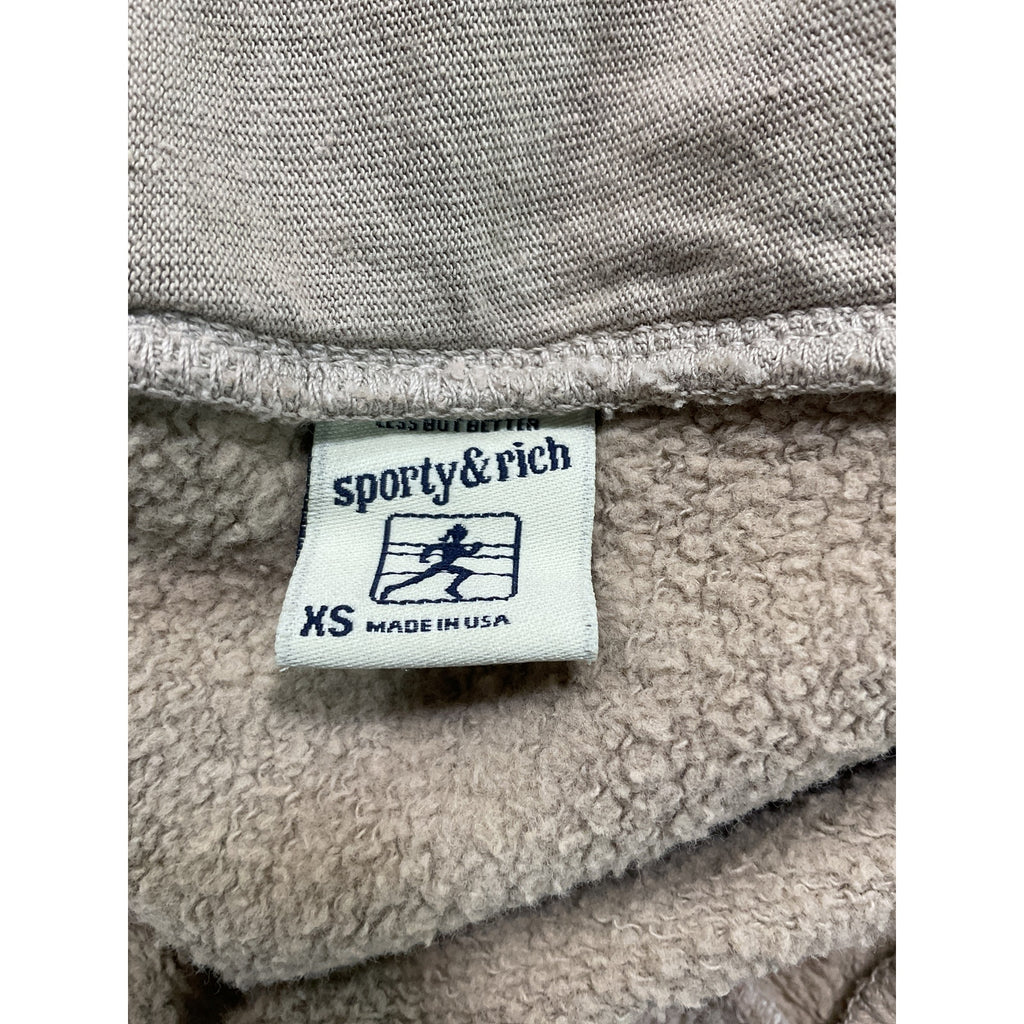 LESS BUT BETTER
sporty & rich
XS MADE IN USA